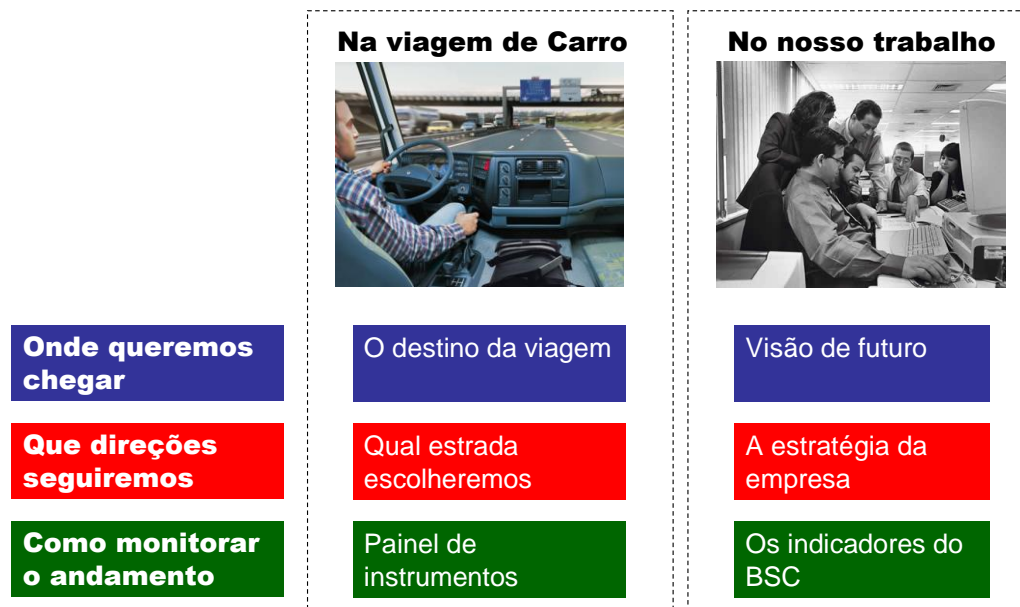 Na viagem de Carro
No nosso trabalho
Onde queremos
chegar
O destino da viagem
Visão de futuro
Que direções
seguiremos
Qual estrada
escolheremos
A estratégia da
empresa
Como monitorar
o andamento
Painel de
instrumentos
Os indicadores do
BSC